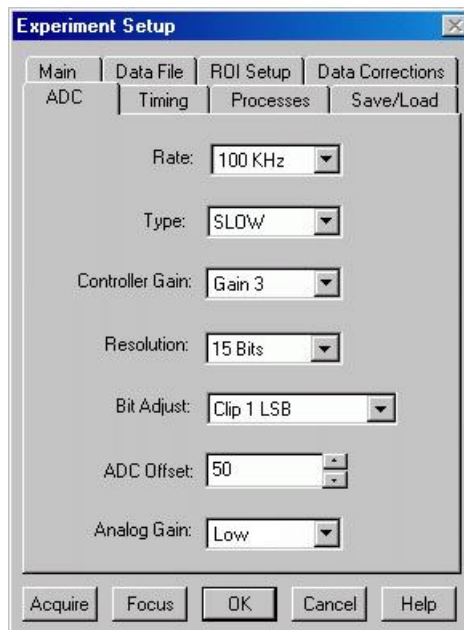 Experiment Setup
Main Data File ROI Setup Data Corrections
ADC Timing Processes Save/Load
Rate: 100 KHz
Type: SLOW
Controller Gain: Gain 3
Resolution: 15 Bits
Bit Adjust: Clip 1 LSB
ADC Offset: 50
Analog Gain: Low
Acquire Focus OK Cancel Help